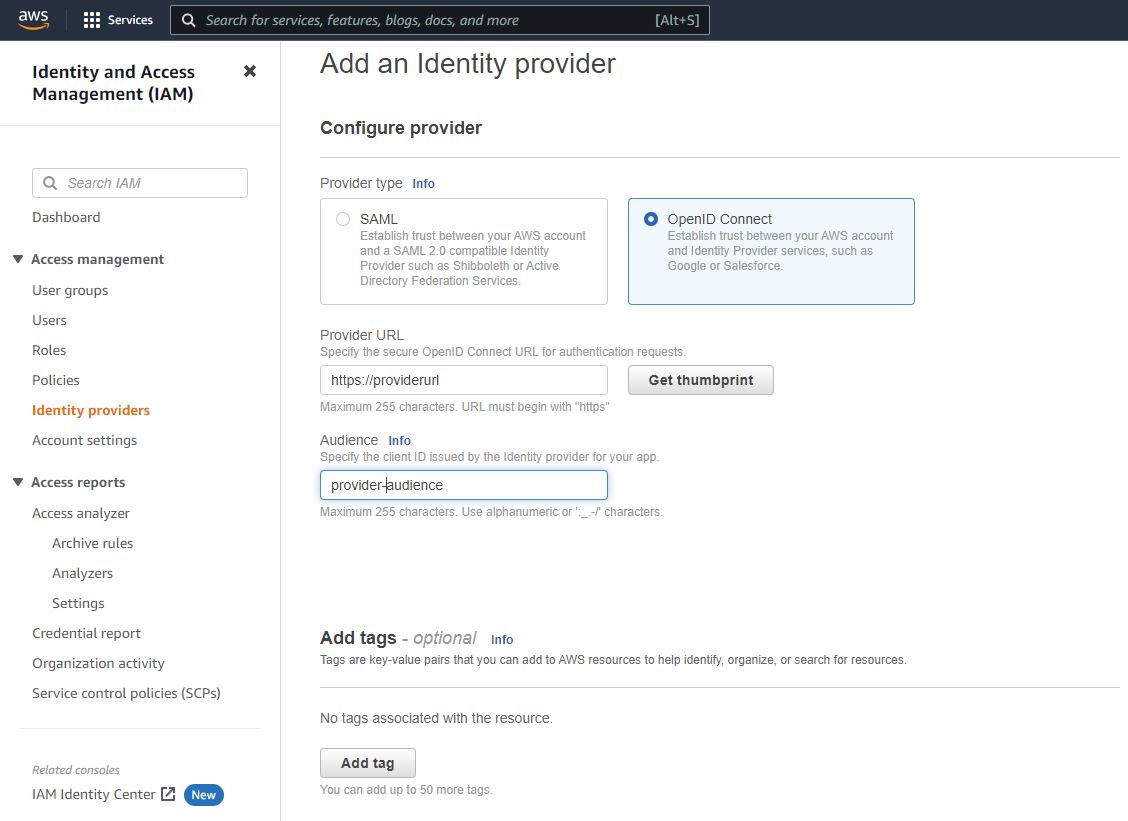 aws
Services
Search for services, features, blogs, docs, and more
[Alt+S]
Identity and Access
Management (IAM)
Search IAM
Dashboard
Access management
User groups
Users
Roles
Policies
Identity providers
Account settings
Access reports
Access analyzer
Archive rules
Analyzers
Settings
Credential report
Organization activity
Service control policies (SCPs)
Related consoles
IAM Identity Center
New
Add an Identity provider
Configure provider
Provider type Info
SAML
Establish trust between your AWS account
and a SAML 2.0 compatible Identity
Provider such as Shibboleth or Active
Directory Federation Services.
OpenID Connect
Establish trust between your AWS account
and Identity Provider services, such as
Google or Salesforce.
Provider URL
Specify the secure OpenID Connect URL for authentication requests.
https://providerurl
Get thumbprint
Maximum 255 characters. URL must begin with "https"
Audience Info
Specify the client ID issued by the Identity provider for your app.
provider-audience
Maximum 255 characters. Use alphanumeric or ':_.-/' characters.
Add tags - optional Info
Tags are key-value pairs that you can add to AWS resources to help identify, organize, or search for resources.
No tags associated with the resource.
Add tag
You can add up to 50 more tags.